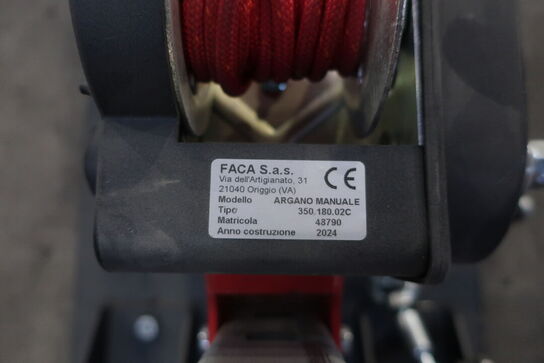 FACA S.a.s.
Via dell'Artigianato, 31
21040 Origgio (VA)
CE
Modello ARGANO MANUALE
Tipo 350.180.02C
Matricola 48790
Anno costruzione 2024